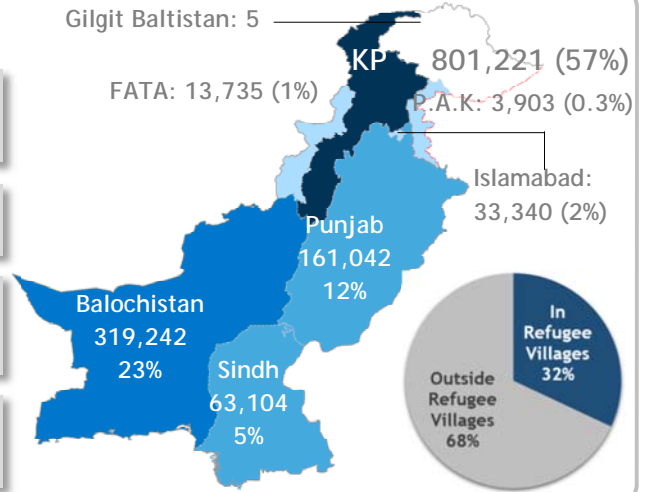 Gilgit Baltistan: 5
KP 801,221 (57%)
FATA: 13,735 (1%)
P.A.K: 3,903 (0.3%)
Islamabad:
33,340 (2%)
Punjab
161,042
12%
Balochistan
319,242
23%
Sindh
63,104
5%
In
Refugee
Villages
32%
Outside
Refugee
Villages
68%